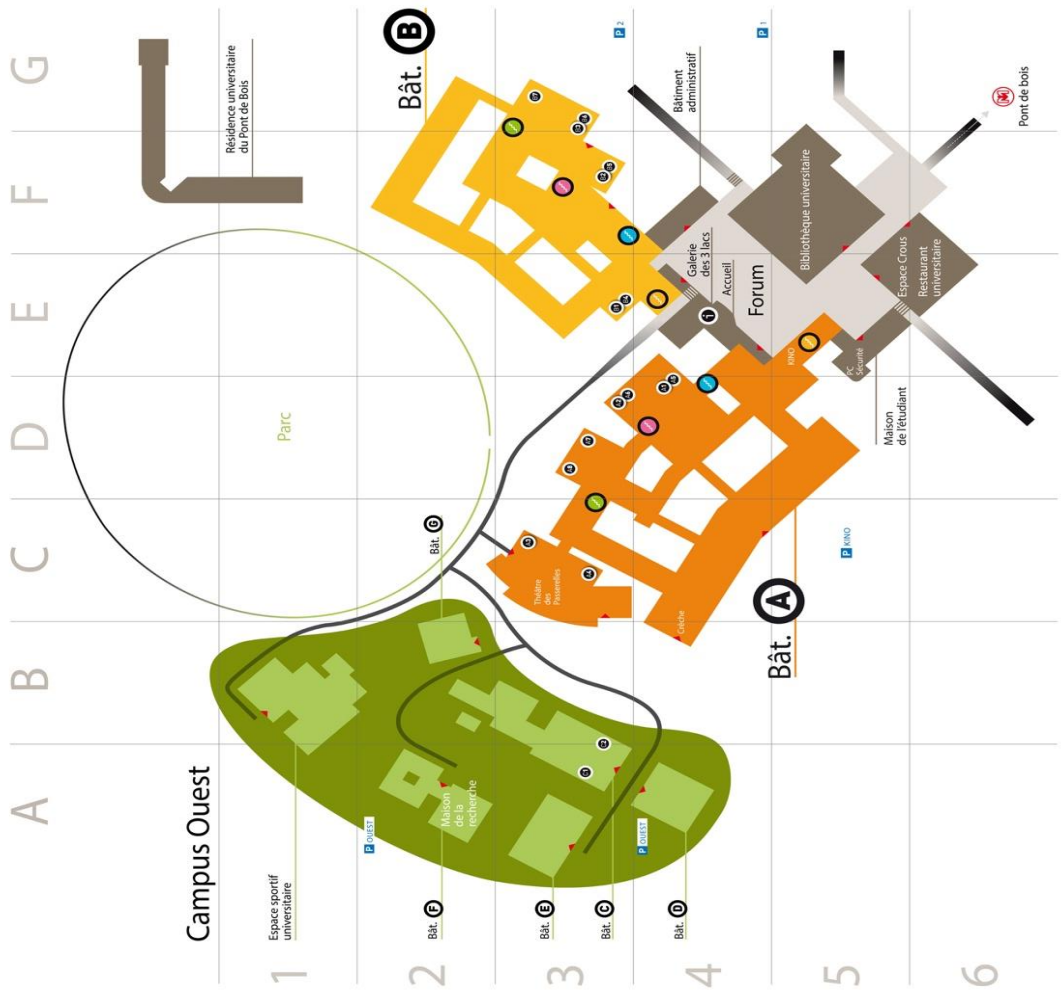 A
B
C
D
E
F
G
1
2
3
4
5
6
Campus Ouest
Espace sportif
universitaire
Bât. F
Bât. E
Bât. C
Bât. D
Bât. G
P OUEST
P OUEST
Maison
de la
recherche
C1
C2
Parc
Résidence universitaire
du Pont de Bois
Bât. B
B7
P 2
P 1
Bâtiment
administratif
Galerie
des 3 lacs
Accueil
i
Forum
Bibliothèque universitaire
Espace Crous
Restaurant
universitaire
PC
Sécurité
KINO
Maison
de l'étudiant
Théâtre
des
Passerelles
Crèche
Bât. A
P KINO
M
Pont de bois